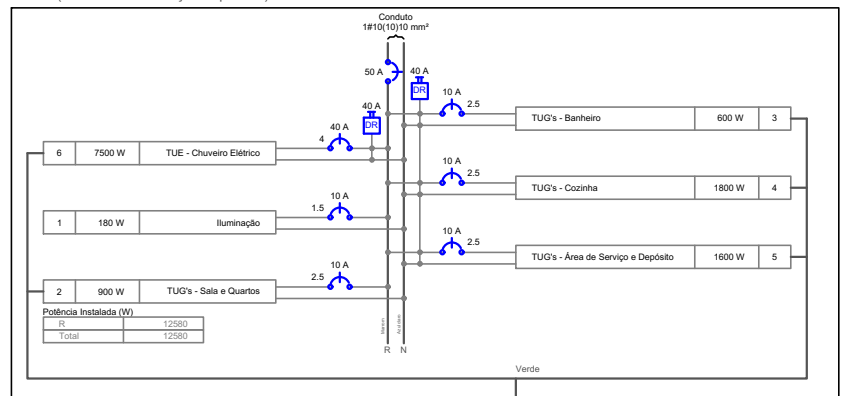 Conduto
1#10(10)10 mm²
50 A
40 A
DR
10 A
2.5
TUG's - Banheiro
600 W
3
40 A
DR
40 A
4
6
7500 W
TUE - Chuveiro Elétrico
10 A
2.5
TUG's - Cozinha
1800 W
4
10 A
1.5
1
180 W
Iluminação
10 A
2.5
TUG's - Área de Serviço e Depósito
1600 W
5
10 A
2.5
2
900 W
TUG's - Sala e Quartos
Potência Instalada (W)
R
12580
Total
12580
R
N
Verde